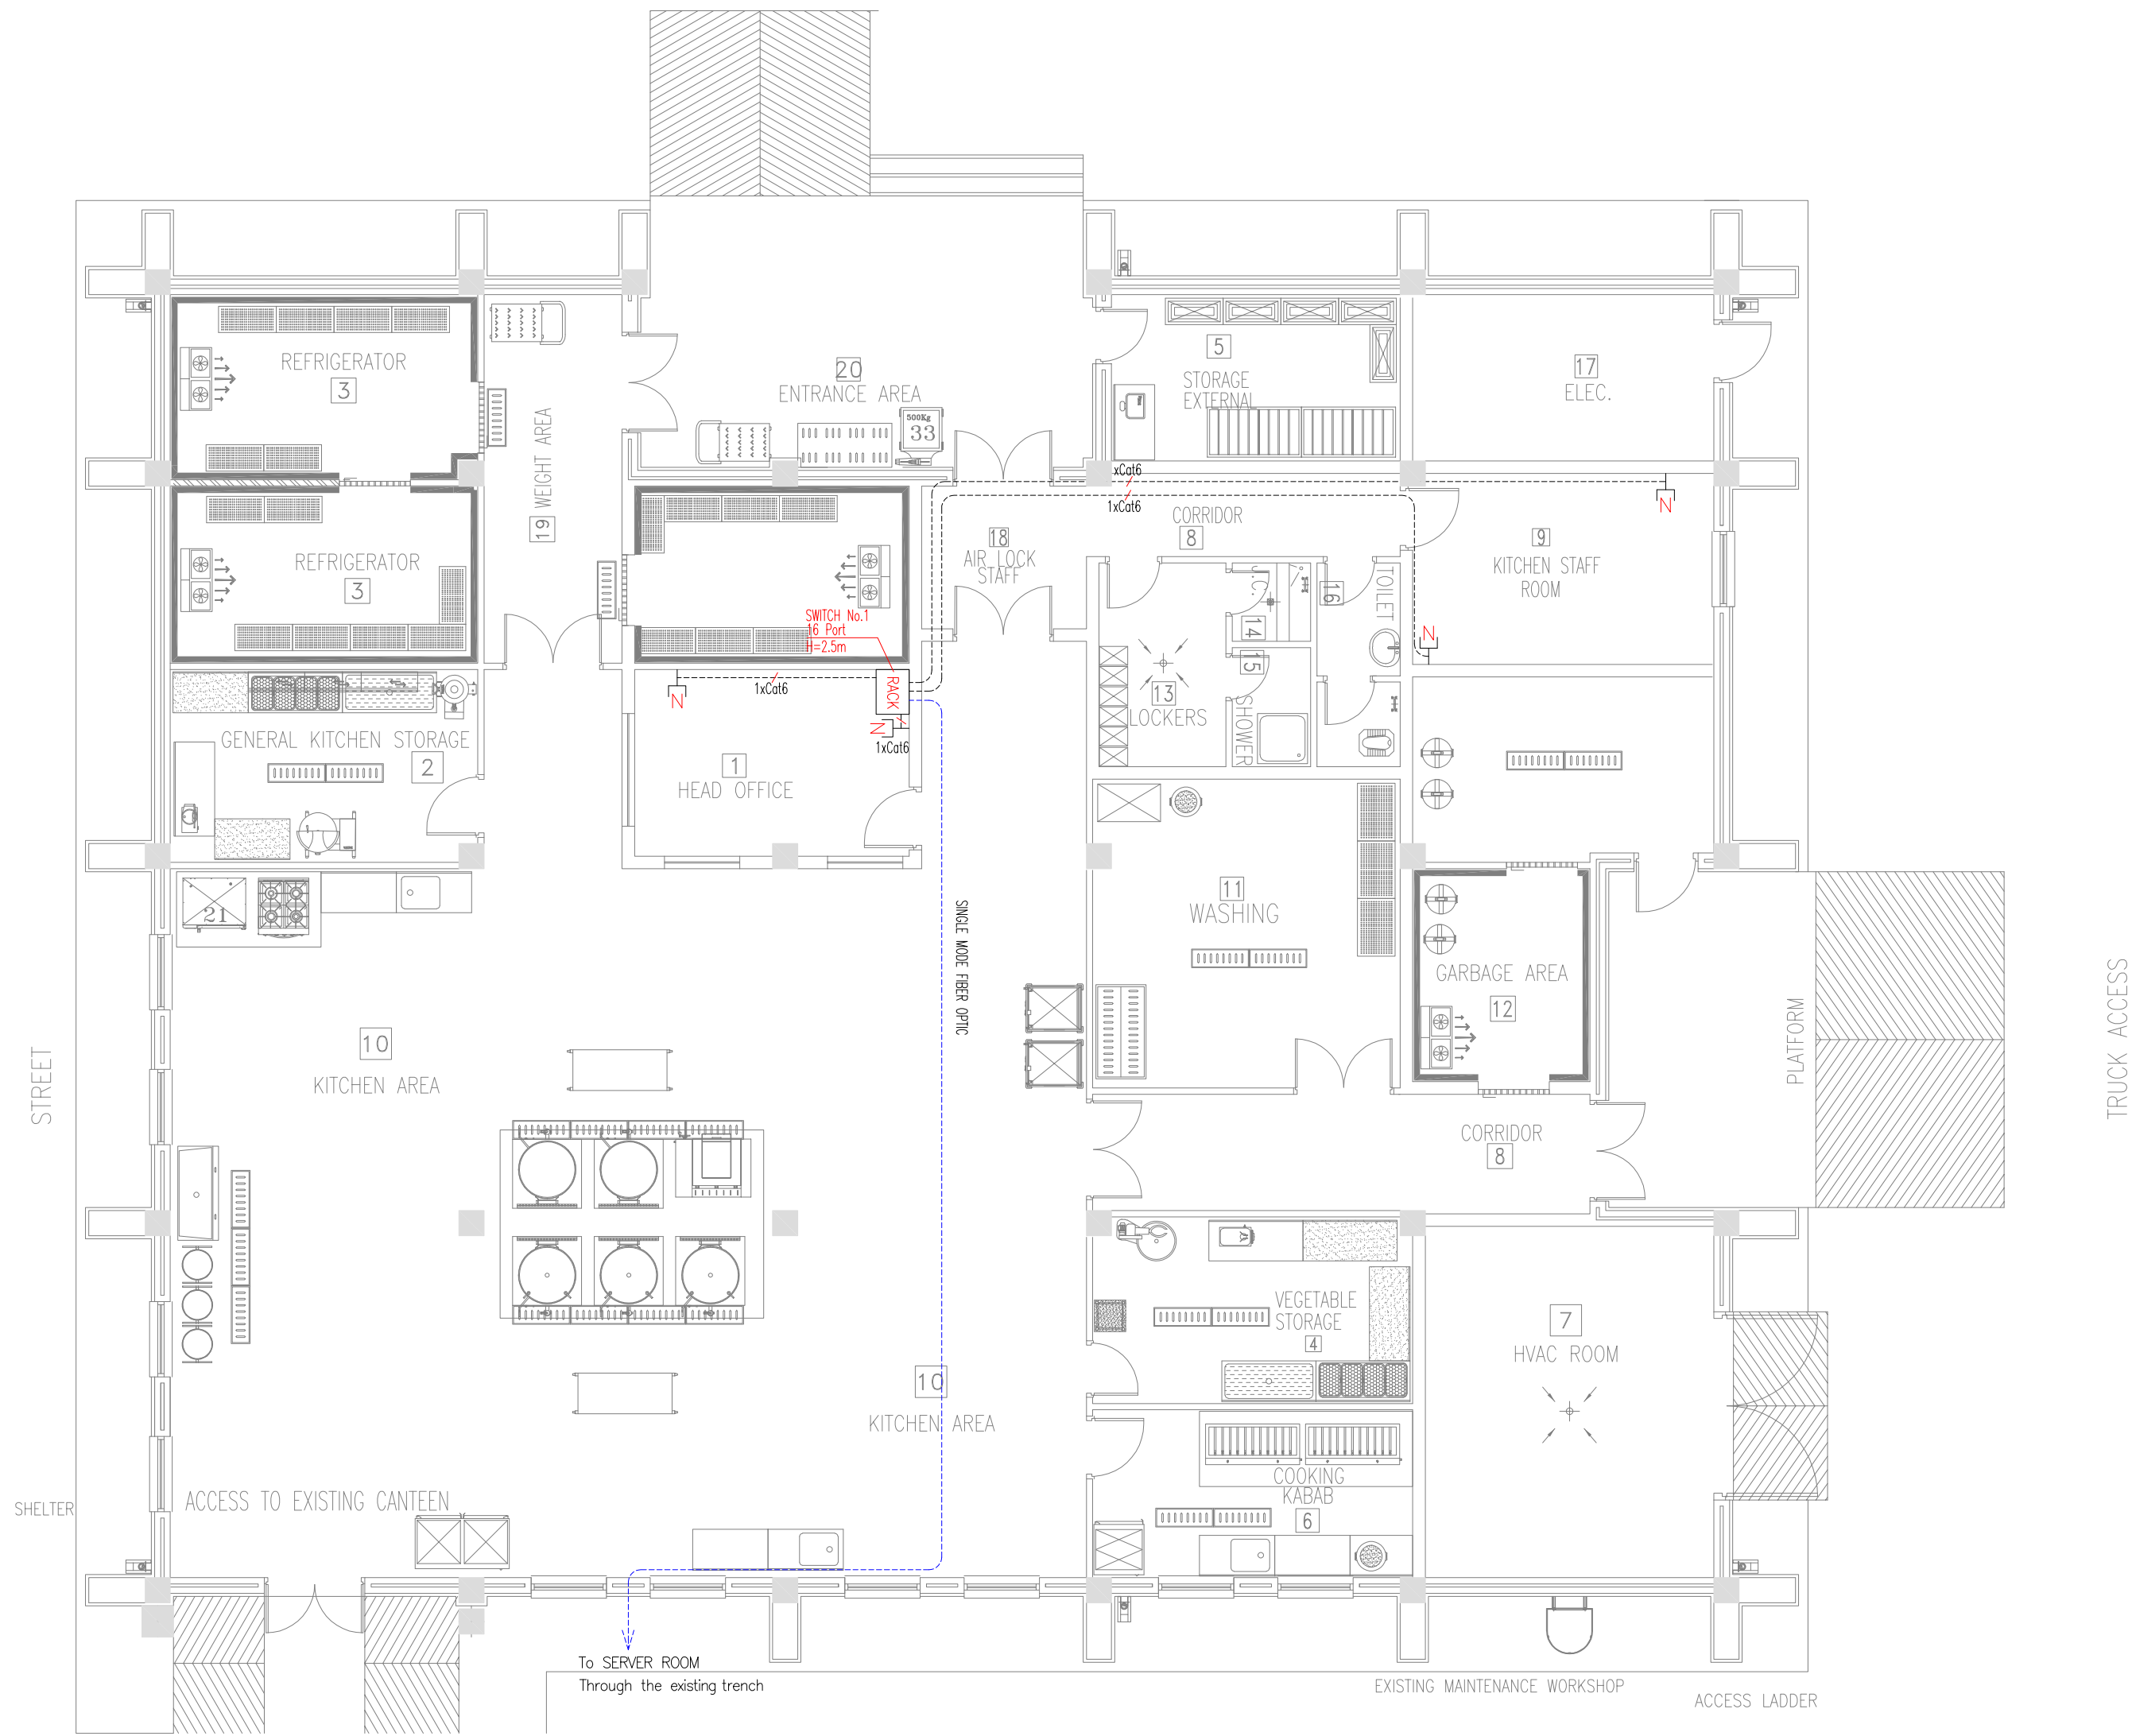 REFRIGERATOR
3
20
ENTRANCE AREA
5
STORAGE
EXTERNAL
17
ELEC.
500Kg
33
19 WEIGHT AREA
xCat6
1xCat6
CORRIDOR
8
18
AIR LOCK
STAFF
9
KITCHEN STAFF
ROOM
N
REFRIGERATOR
3
SWITCH No.1
16 Port
H=2.5m
RACK
1xCat6
N
N
1xCat6
J.C.
14
15
SHOWER
16
TOILET
N
13
LOCKERS
GENERAL KITCHEN STORAGE
2
1
HEAD OFFICE
21
11
WASHING
SINGLE MODE FIBER OPTIC
GARBAGE AREA
12
PLATFORM
TRUCK ACCESS
STREET
10
KITCHEN AREA
CORRIDOR
8
VEGETABLE
STORAGE
4
7
HVAC ROOM
10
KITCHEN AREA
COOKING
KABAB
6
SHELTER
ACCESS TO EXISTING CANTEEN
To SERVER ROOM
Through the existing trench
EXISTING MAINTENANCE WORKSHOP
ACCESS LADDER